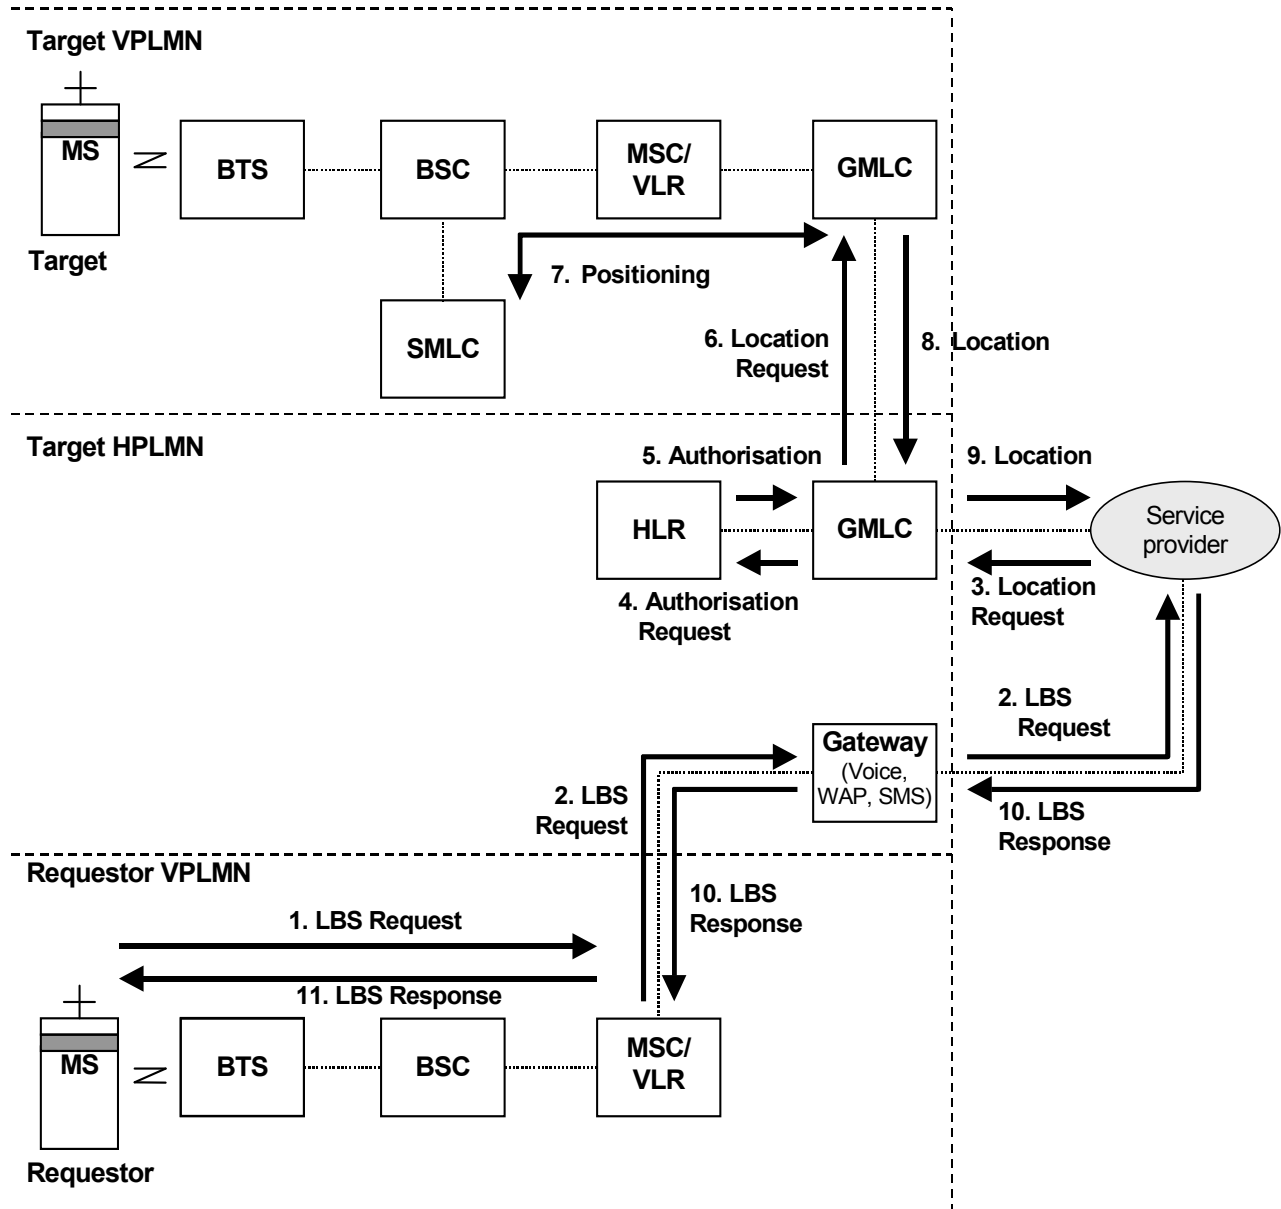 Target VPLMN
MS
BTS
BSC
MSC/
VLR
GMLC
Target
7. Positioning
SMLC
6. Location
Request
8. Location
Target HPLMN
5. Authorisation
9. Location
HLR
GMLC
Service
provider
4. Authorisation
Request
3. Location
Request
2. LBS
Request
Gateway
(Voice,
WAP, SMS)
2. LBS
Request
10. LBS
Response
Requestor VPLMN
10. LBS
Response
1. LBS Request
11. LBS Response
MS
BTS
BSC
MSC/
VLR
Requestor